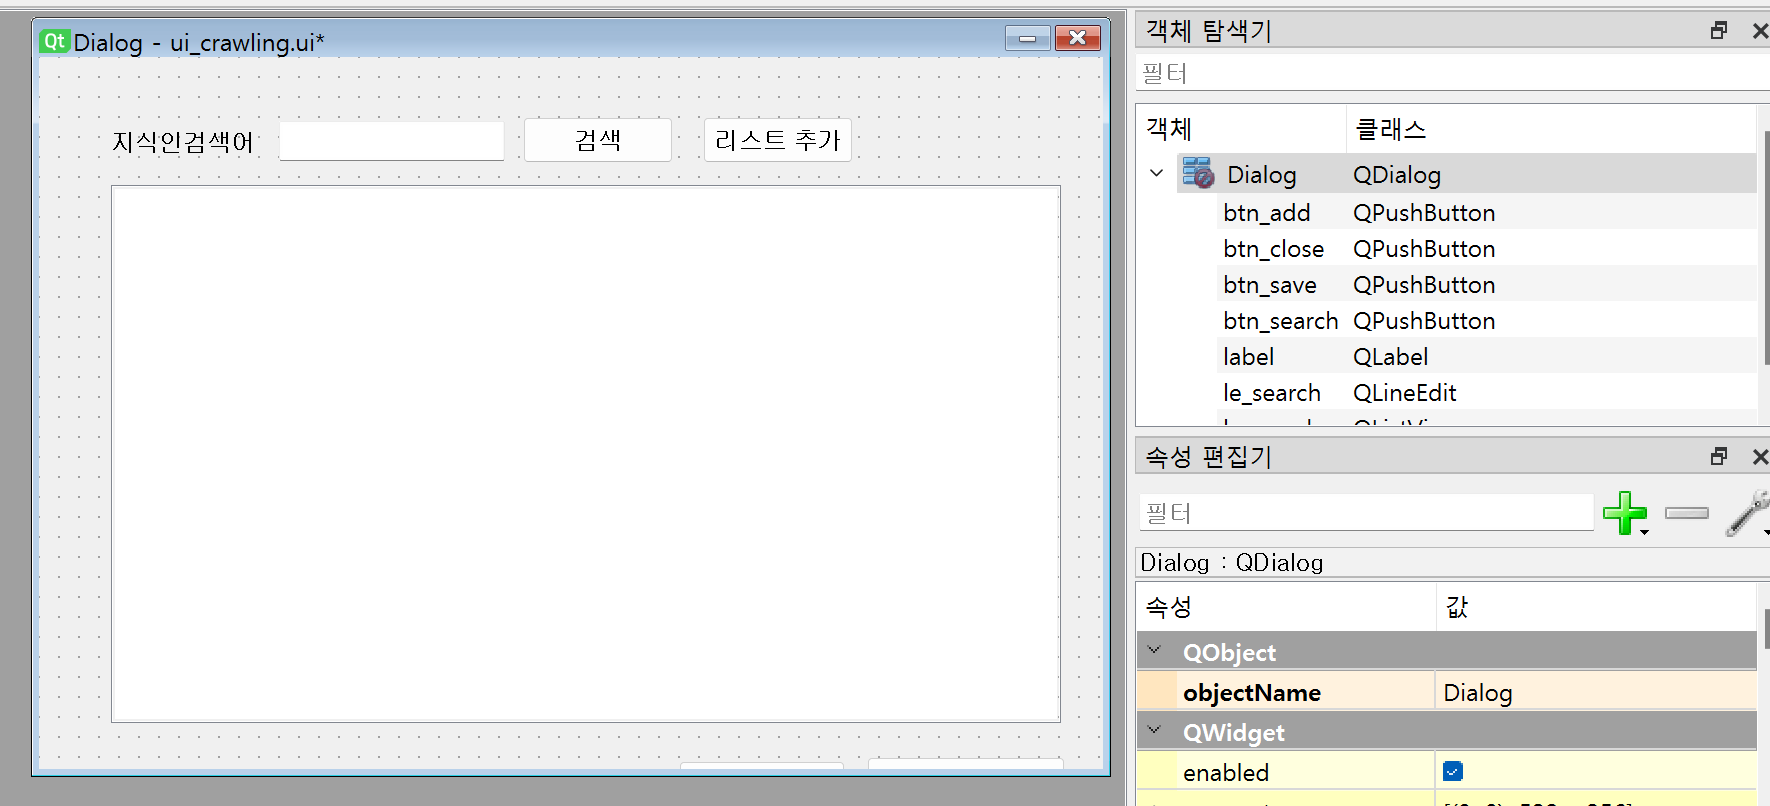 Qt Dialog - ui_crawling.ui*
지식인검색어
검색
리스트 추가
객체 탐색기
필터
객체 클래스
Dialog QDialog
btn_add QPushButton
btn_close QPushButton
btn_save QPushButton
btn_search QPushButton
label QLabel
le_search QLineEdit
속성 편집기
필터
Dialog : QDialog
속성 값
QObject
objectName Dialog
QWidget
enabled